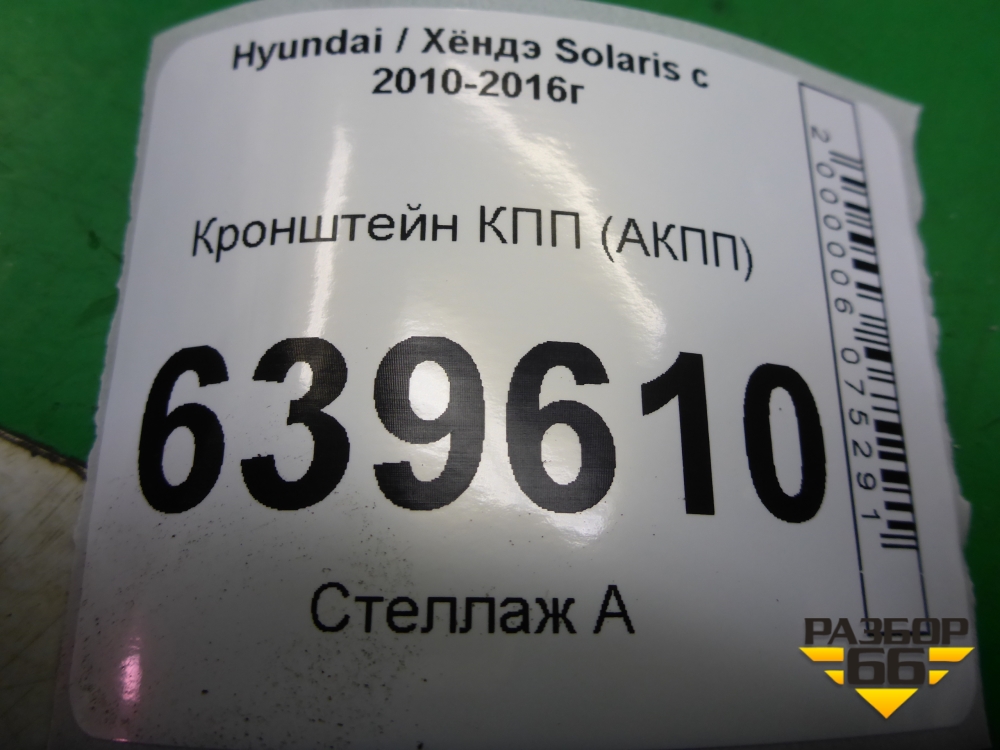 Hyundai / Хёндэ Solaris с
2010-2016г
Кронштейн КПП (АКПП)
639610
Стеллаж А
2000006075291
РАЗБОР
66